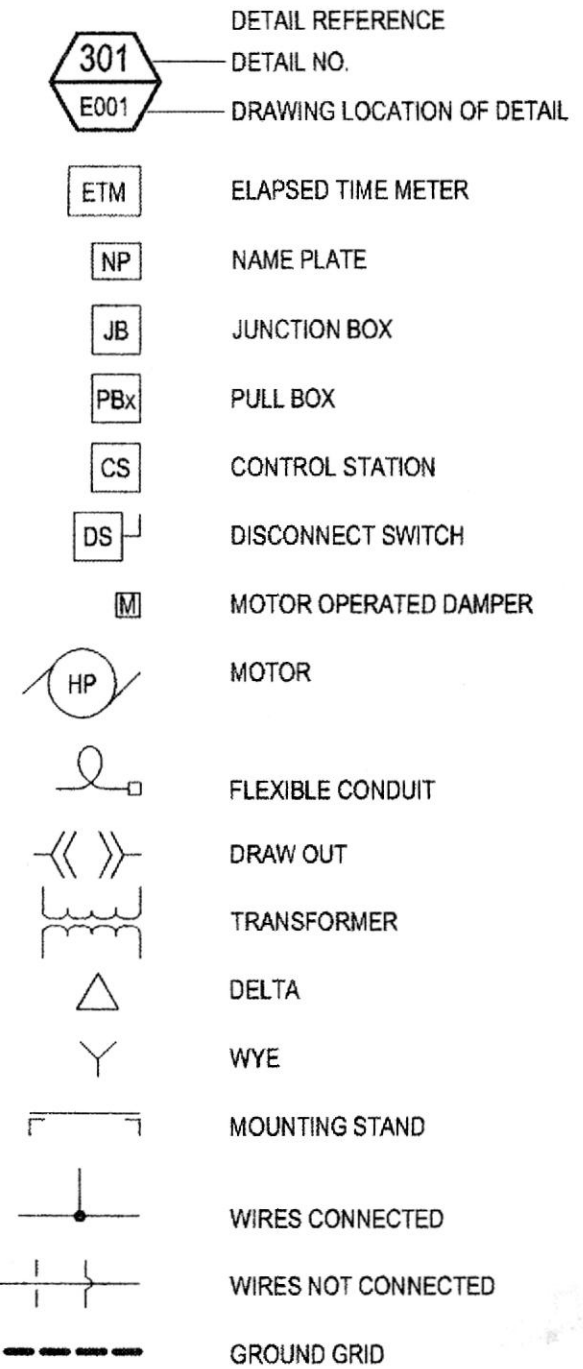 DETAIL REFERENCE
301 DETAIL NO.
E001 DRAWING LOCATION OF DETAIL
ETM ELAPSED TIME METER
NP NAME PLATE
JB JUNCTION BOX
PBx PULL BOX
CS CONTROL STATION
DS DISCONNECT SWITCH
M MOTOR OPERATED DAMPER
HP MOTOR
FLEXIBLE CONDUIT
DRAW OUT
TRANSFORMER
DELTA
WYE
MOUNTING STAND
WIRES CONNECTED
WIRES NOT CONNECTED
GROUND GRID